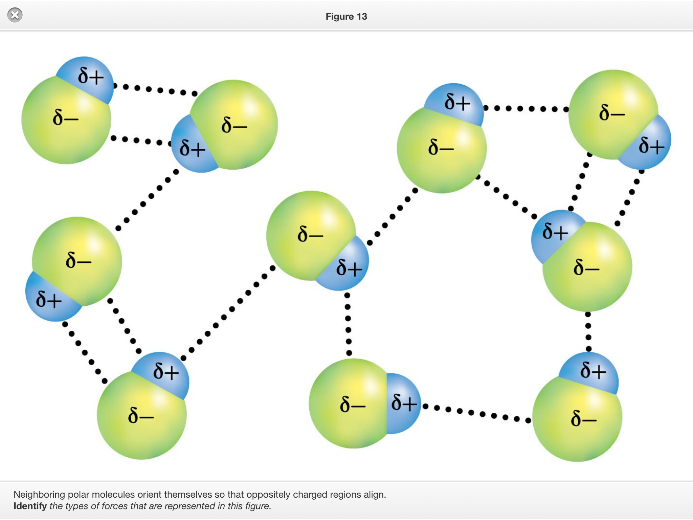 Figure 13
δ+
δ−
δ−
δ+
δ+
δ−
δ−
δ+
δ−
δ+
δ−
δ+
δ−
δ+
δ+
δ−
δ−
δ+
δ−
δ+
δ+
δ−
Neighboring polar molecules orient themselves so that oppositely charged regions align.
Identify the types of forces that are represented in this figure.